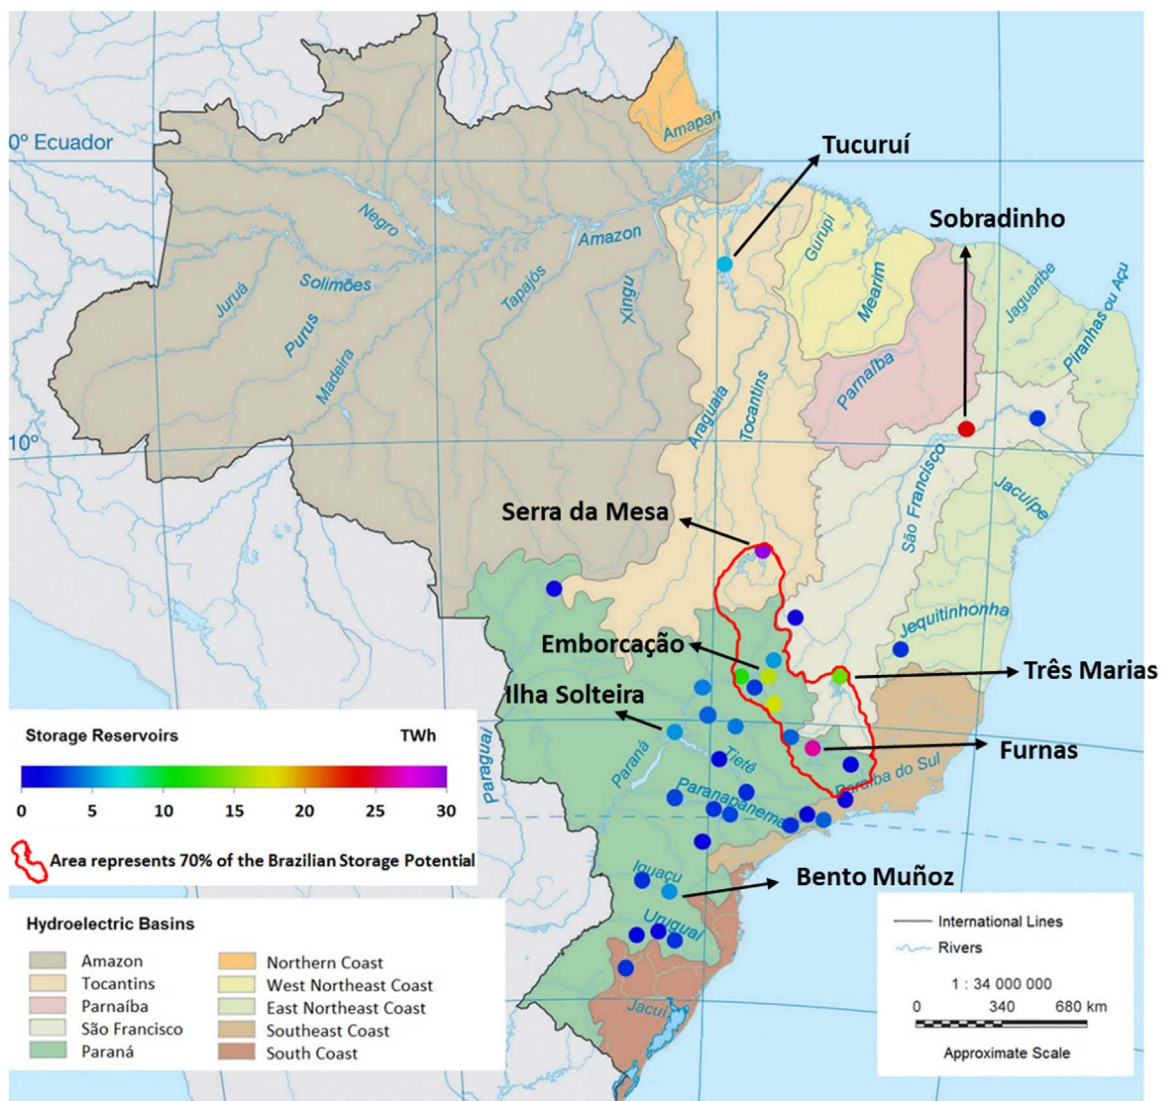 Amapari
0º Ecuador
Tucuruí
Negro
Amazon
Gurupi
Sobradinho
Solimões
Juruá
Tapajós
Xingu
Mearim
Jaguaribe
Piranhas ou Açu
Purus
Madeira
Parnaíba
Araguaia
Tocantins
10º
São Francisco
Jacuípe
Serra da Mesa
Jequitinhonha
Emborcação
Três Marias
Ilha Solteira
Furnas
Paraguai
Paraná
Tietê
Paraíba do Sul
Paranapanema
Storage Reservoirs TWh
0 5 10 15 20 25 30
Area represents 70% of the Brazilian Storage Potential
Iguaçu
Bento Muñoz
Uruguai
Jacuí
Hydroelectric Basins
Amazon
Tocantins
Parnaíba
São Francisco
Paraná
Northern Coast
West Northeast Coast
East Northeast Coast
Southeast Coast
South Coast
International Lines
Rivers
1 : 34 000 000
0 340 680 km
Approximate Scale